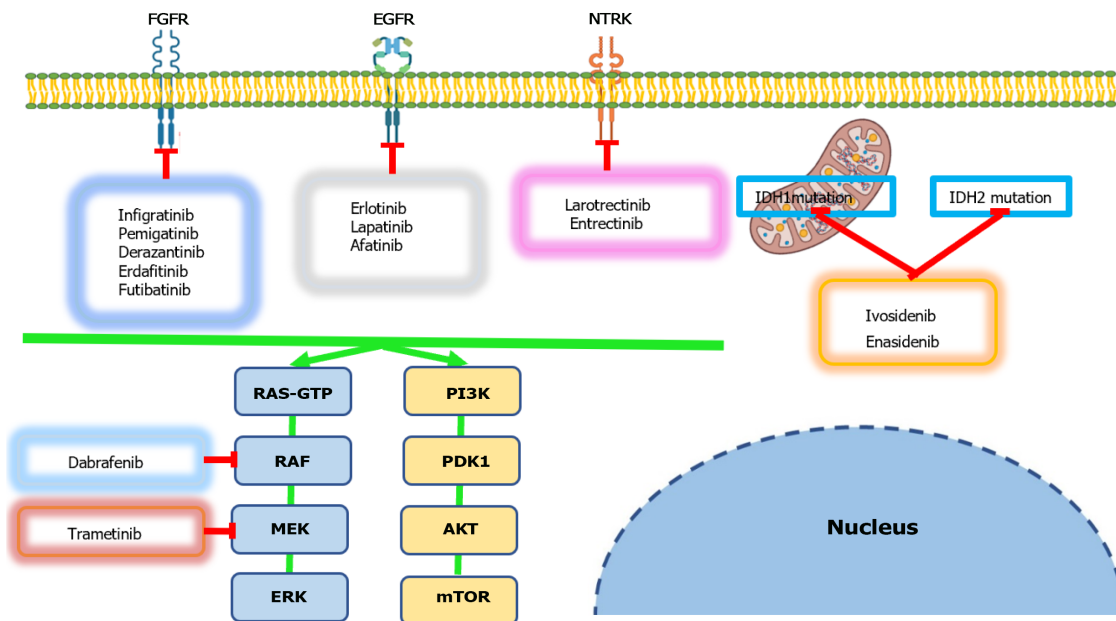 FGFR
EGFR
NTRK
Infigratinib
Pemigatinib
Derazantinib
Erdafitinib
Futibatinib
Erlotinib
Lapatinib
Afatinib
Larotrectinib
Entrectinib
IDH1mutation
IDH2 mutation
Ivosidenib
Enasidenib
RAS-GTP
PI3K
Dabrafenib
RAF
PDK1
Trametinib
MEK
AKT
ERK
mTOR
Nucleus